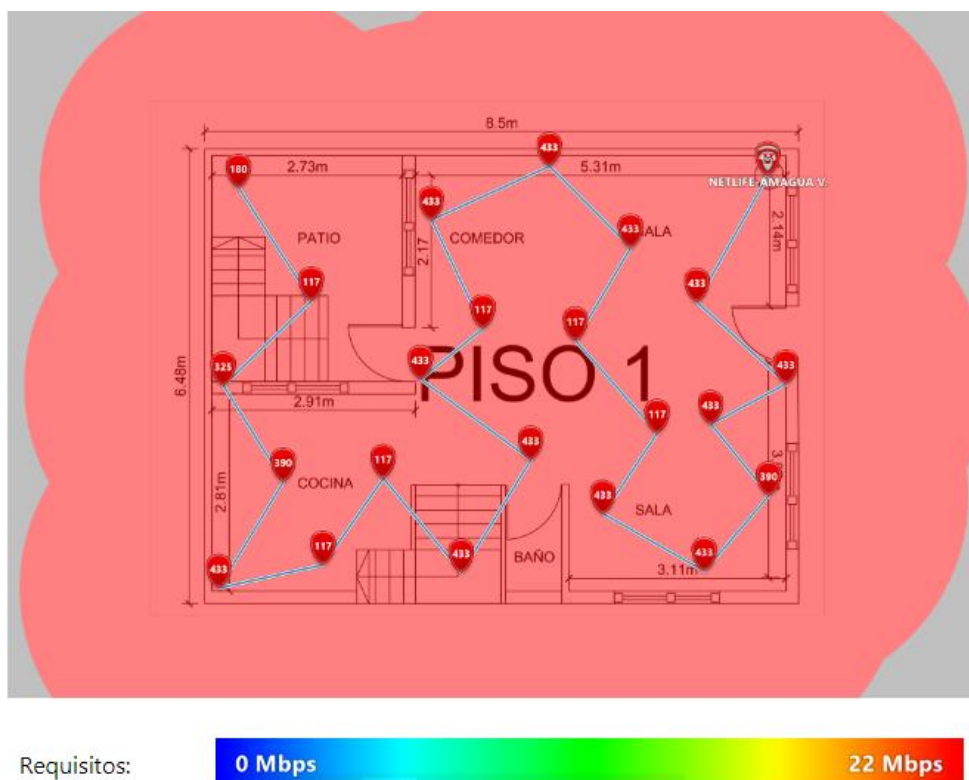 8.5m
433
2.73m
5.31m
180
NETLIFE-AMAGUA V.
433
2.14m
PATIO
2.17
COMEDOR
433
ALA
117
433
117
117
433
PISO 1
325
433
6.48m
2.91m
433
117
433
390
117
433
390
COCINA
2.81m
433
SALA
117
433
BAÑO
433
433
3.11m
Requisitos:
0 Mbps
22 Mbps